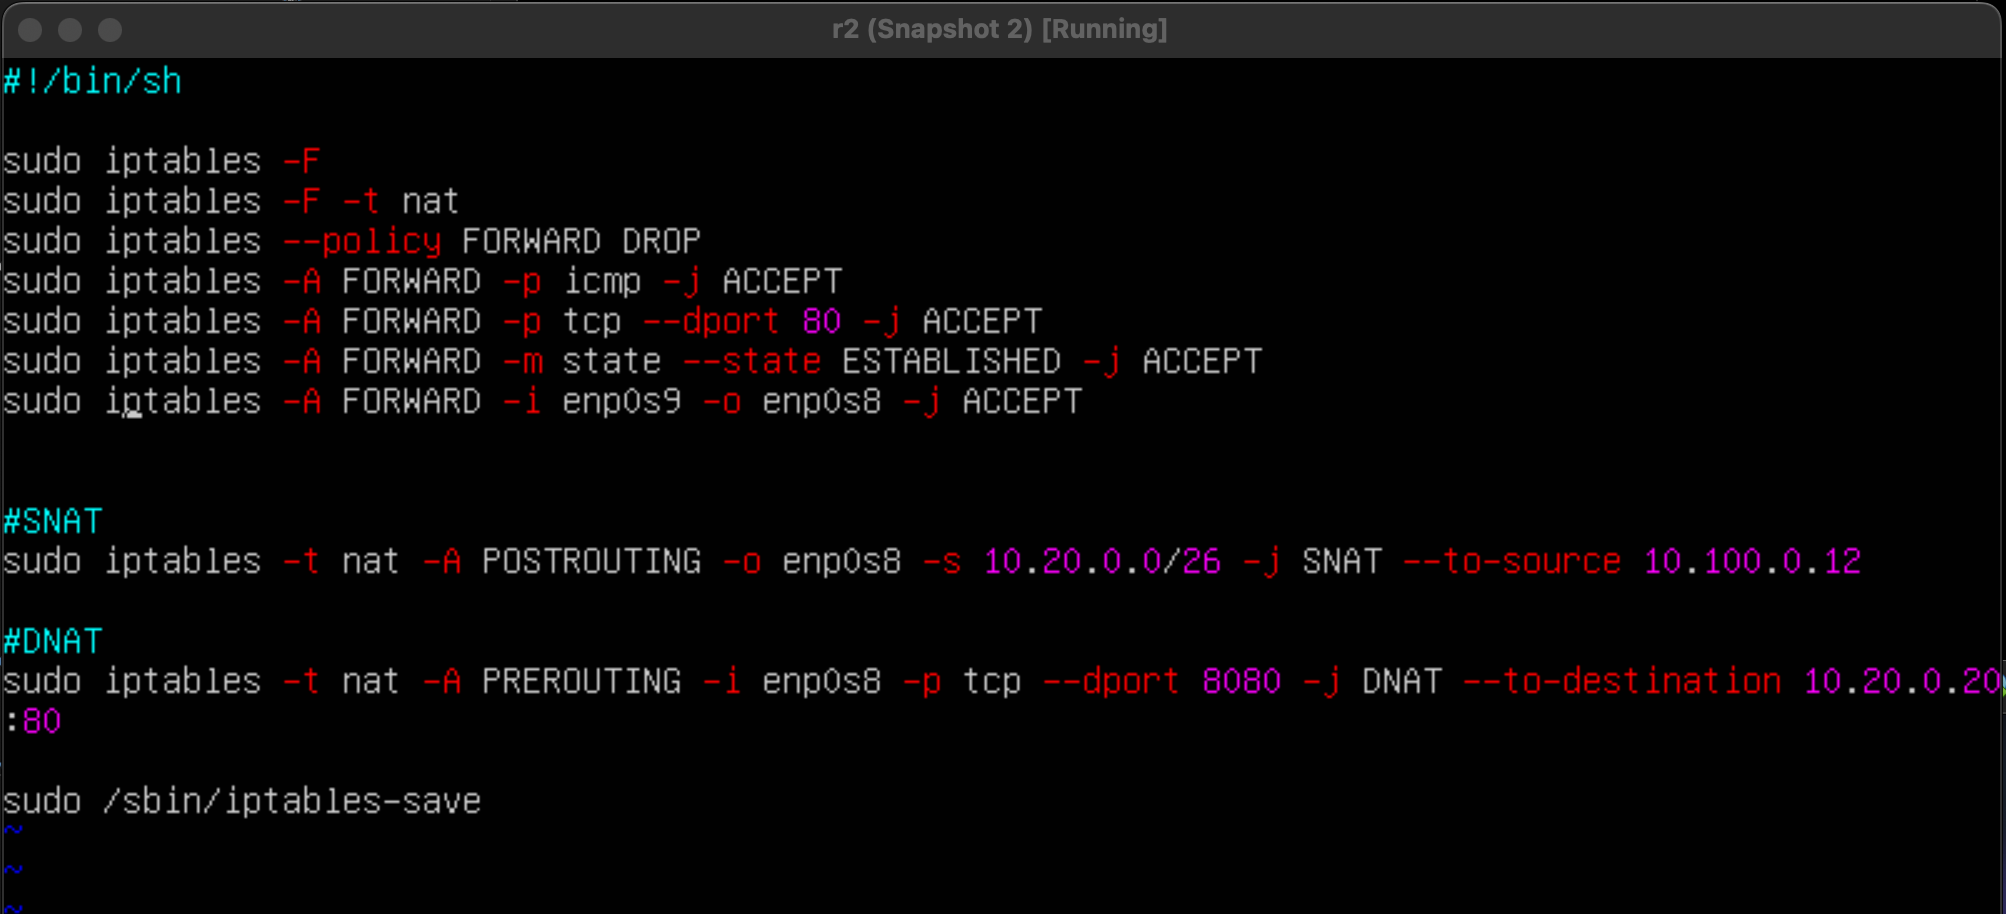 r2 (Snapshot 2) [Running]
#!/bin/sh
sudo iptables -F
sudo iptables -F -t nat
sudo iptables --policy FORWARD DROP
sudo iptables -A FORWARD -p icmp -j ACCEPT
sudo iptables -A FORWARD -p tcp --dport 80 -j ACCEPT
sudo iptables -A FORWARD -m state --state ESTABLISHED -j ACCEPT
sudo iptables -A FORWARD -i enp0s9 -o enp0s8 -j ACCEPT
#SNAT
sudo iptables -t nat -A POSTROUTING -o enp0s8 -s 10.20.0.0/26 -j SNAT --to-source 10.100.0.12
#DNAT
sudo iptables -t nat -A PREROUTING -i enp0s8 -p tcp --dport 8080 -j DNAT --to-destination 10.20.0.20
:80
sudo /sbin/iptables-save
~
~
~